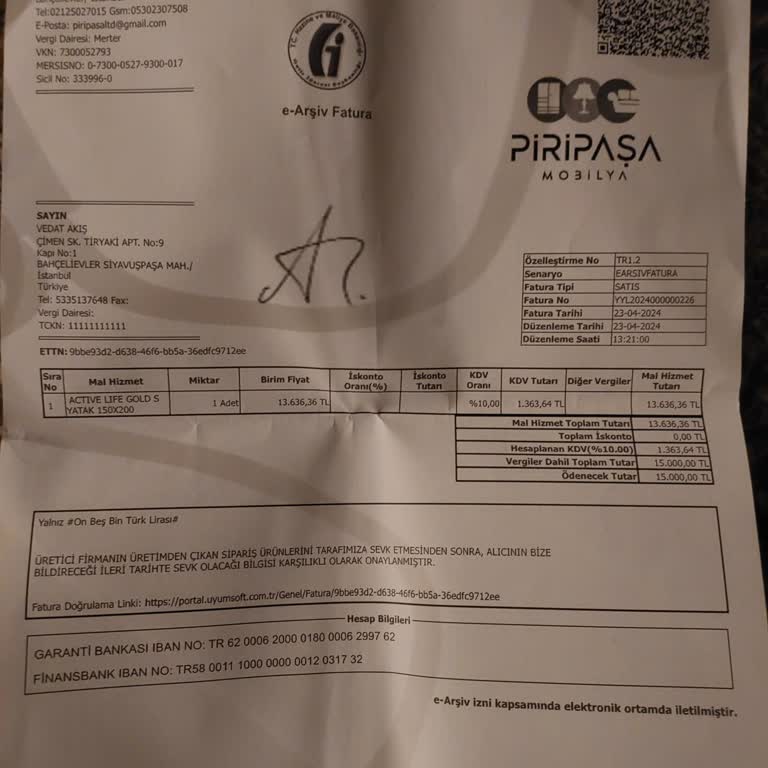 Tel:02125027015 Gsm:05302307508
E-Posta: piripasaltd@gmail.com
Vergi Dairesi: Merter
VKN: 7300052793
MERSISNO: 0-7300-0527-9300-017
Sicil No: 333996-0
e-Arşiv Fatura
PİRİPAŞA
MOBİLYA
SAYIN
VEDAT AKIŞ
ÇİMEN SK. TİRYAKİ APT. No:9
Kapı No:1
BAHÇELİEVLER SİYAVUŞPAŞA MAH./
İstanbul
Türkiye
Tel: 5335137648 Fax:
Vergi Dairesi:
TCKN: 11111111111
Özelleştirme No TR1.2
Senaryo EARSIVFATURA
Fatura Tipi SATIS
Fatura No YYL2024000000226
Fatura Tarihi 23-04-2024
Düzenleme Tarihi 23-04-2024
Düzenleme Saati 13:21:00
ETTN: 9bbe93d2-d638-46f6-bb5a-36edfc9712ee
Sıra No Mal Hizmet Miktar Birim Fiyat İskonto Oranı(%) İskonto Tutarı KDV Oranı KDV Tutarı Diğer Vergiler Mal Hizmet Tutarı
1 ACTIVE LIFE GOLD S YATAK 150X200 1 Adet 13.636,36 TL %10,00 1.363,64 TL 13.636,36 TL
Mal Hizmet Toplam Tutarı 13.636,36 TL
Toplam İskonto 0,00 TL
Hesaplanan KDV(%10.00) 1.363,64 TL
Vergiler Dahil Toplam Tutar 15.000,00 TL
Ödenecek Tutar 15.000,00 TL
Yalnız #On Beş Bin Türk Lirası#
ÜRETİCİ FİRMANIN ÜRETİMDEN ÇIKAN SİPARİŞ ÜRÜNLERİNİ TARAFIMIZA SEVK ETMESİNDEN SONRA, ALICININ BİZE
BİLDİRECEĞİ İLERİ TARİHTE SEVK OLACAĞI BİLGİSİ KARŞILIKLI OLARAK ONAYLANMIŞTIR.
Fatura Doğrulama Linki: https://portal.uyumsoft.com.tr/Genel/Fatura/9bbe93d2-d638-46f6-bb5a-36edfc9712ee
Hesap Bilgileri
GARANTİ BANKASI IBAN NO: TR 62 0006 2000 0180 0006 2997 62
FİNANSBANK IBAN NO: TR58 0011 1000 0000 0012 0317 32
e-Arşiv izni kapsamında elektronik ortamda iletilmiştir.